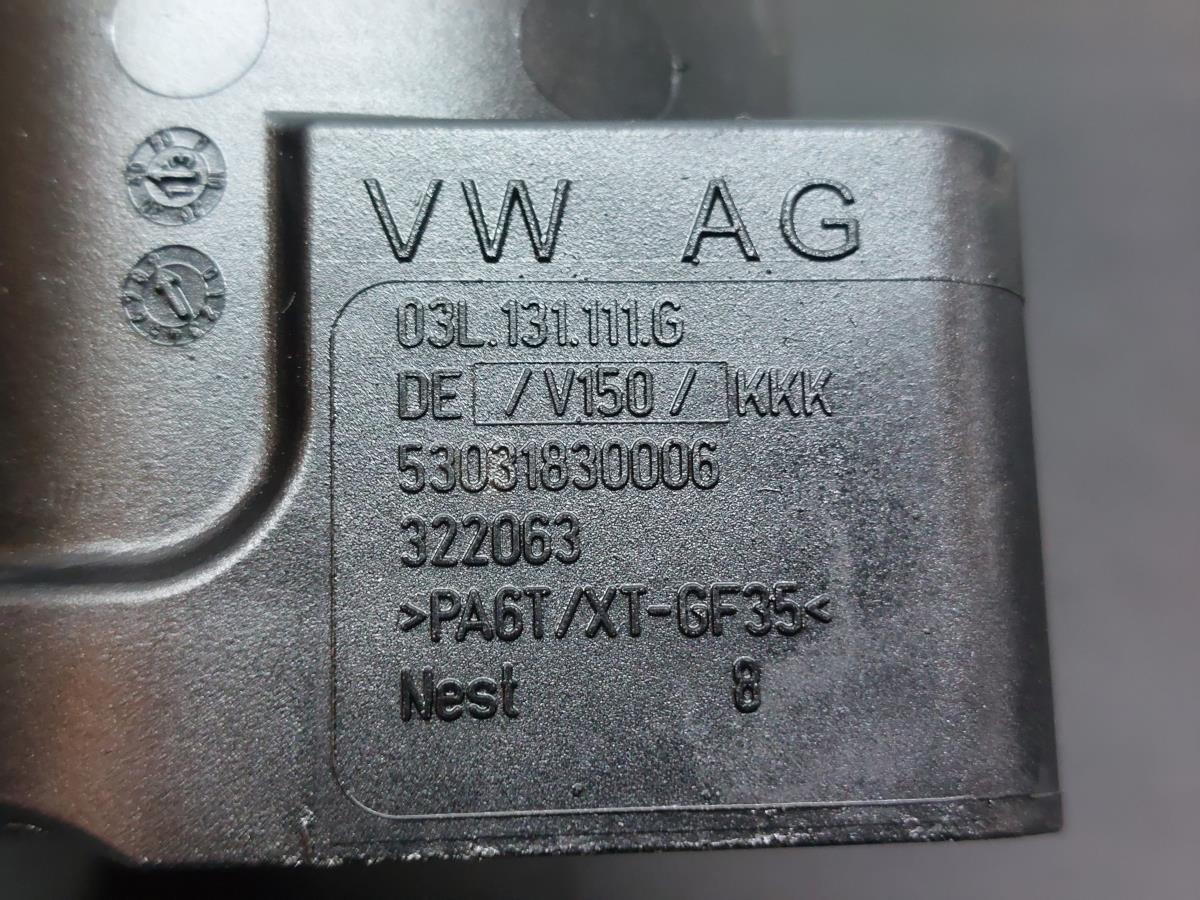 VW AG
03L.131.111.G
DE /V150/ KKK
53031830006
322063
>PA6T/XT-GF35<
Nest 8